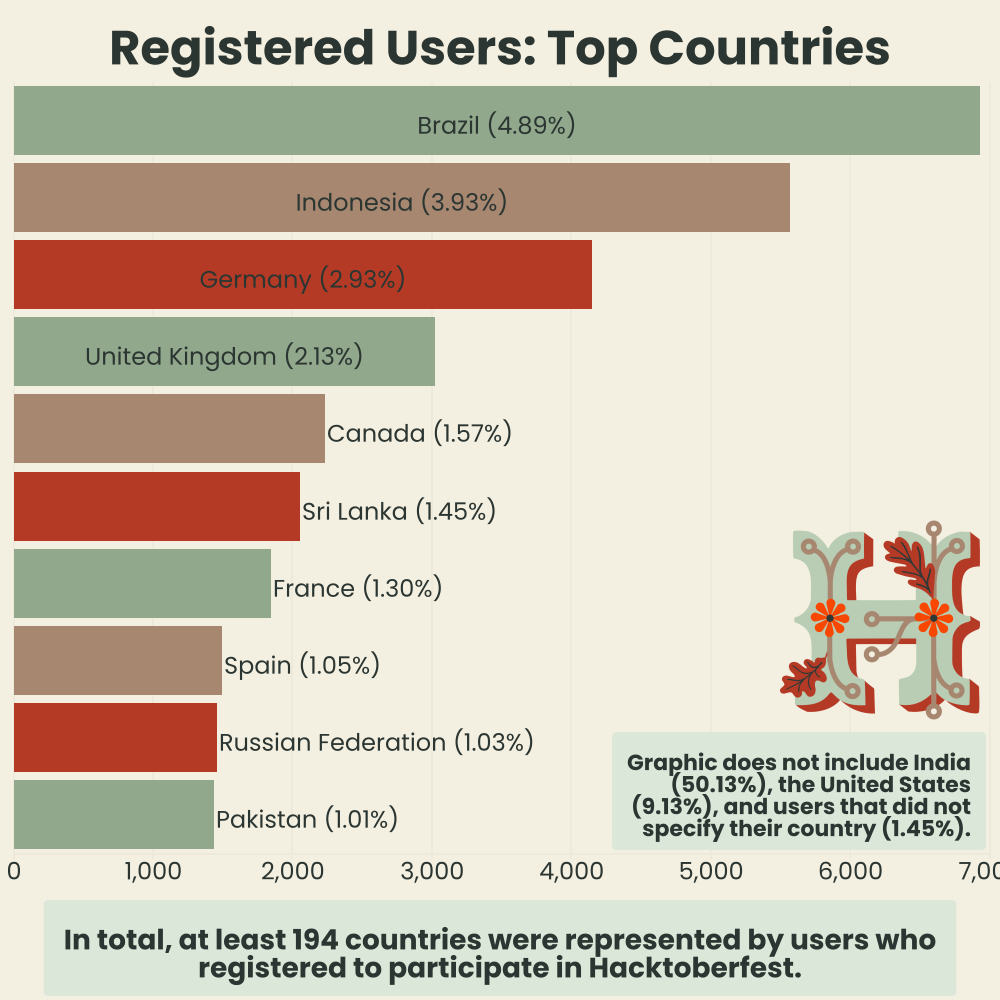 Registered Users: Top Countries
Brazil (4.89%)
Indonesia (3.93%)
Germany (2.93%)
United Kingdom (2.13%)
Canada (1.57%)
Sri Lanka (1.45%)
France (1.30%)
Spain (1.05%)
Russian Federation (1.03%)
Pakistan (1.01%)
H
Graphic does not include India
(50.13%), the United States
(9.13%), and users that did not
specify their country (1.45%).
0 1,000 2,000 3,000 4,000 5,000 6,000 7,00
In total, at least 194 countries were represented by users who
registered to participate in Hacktoberfest.